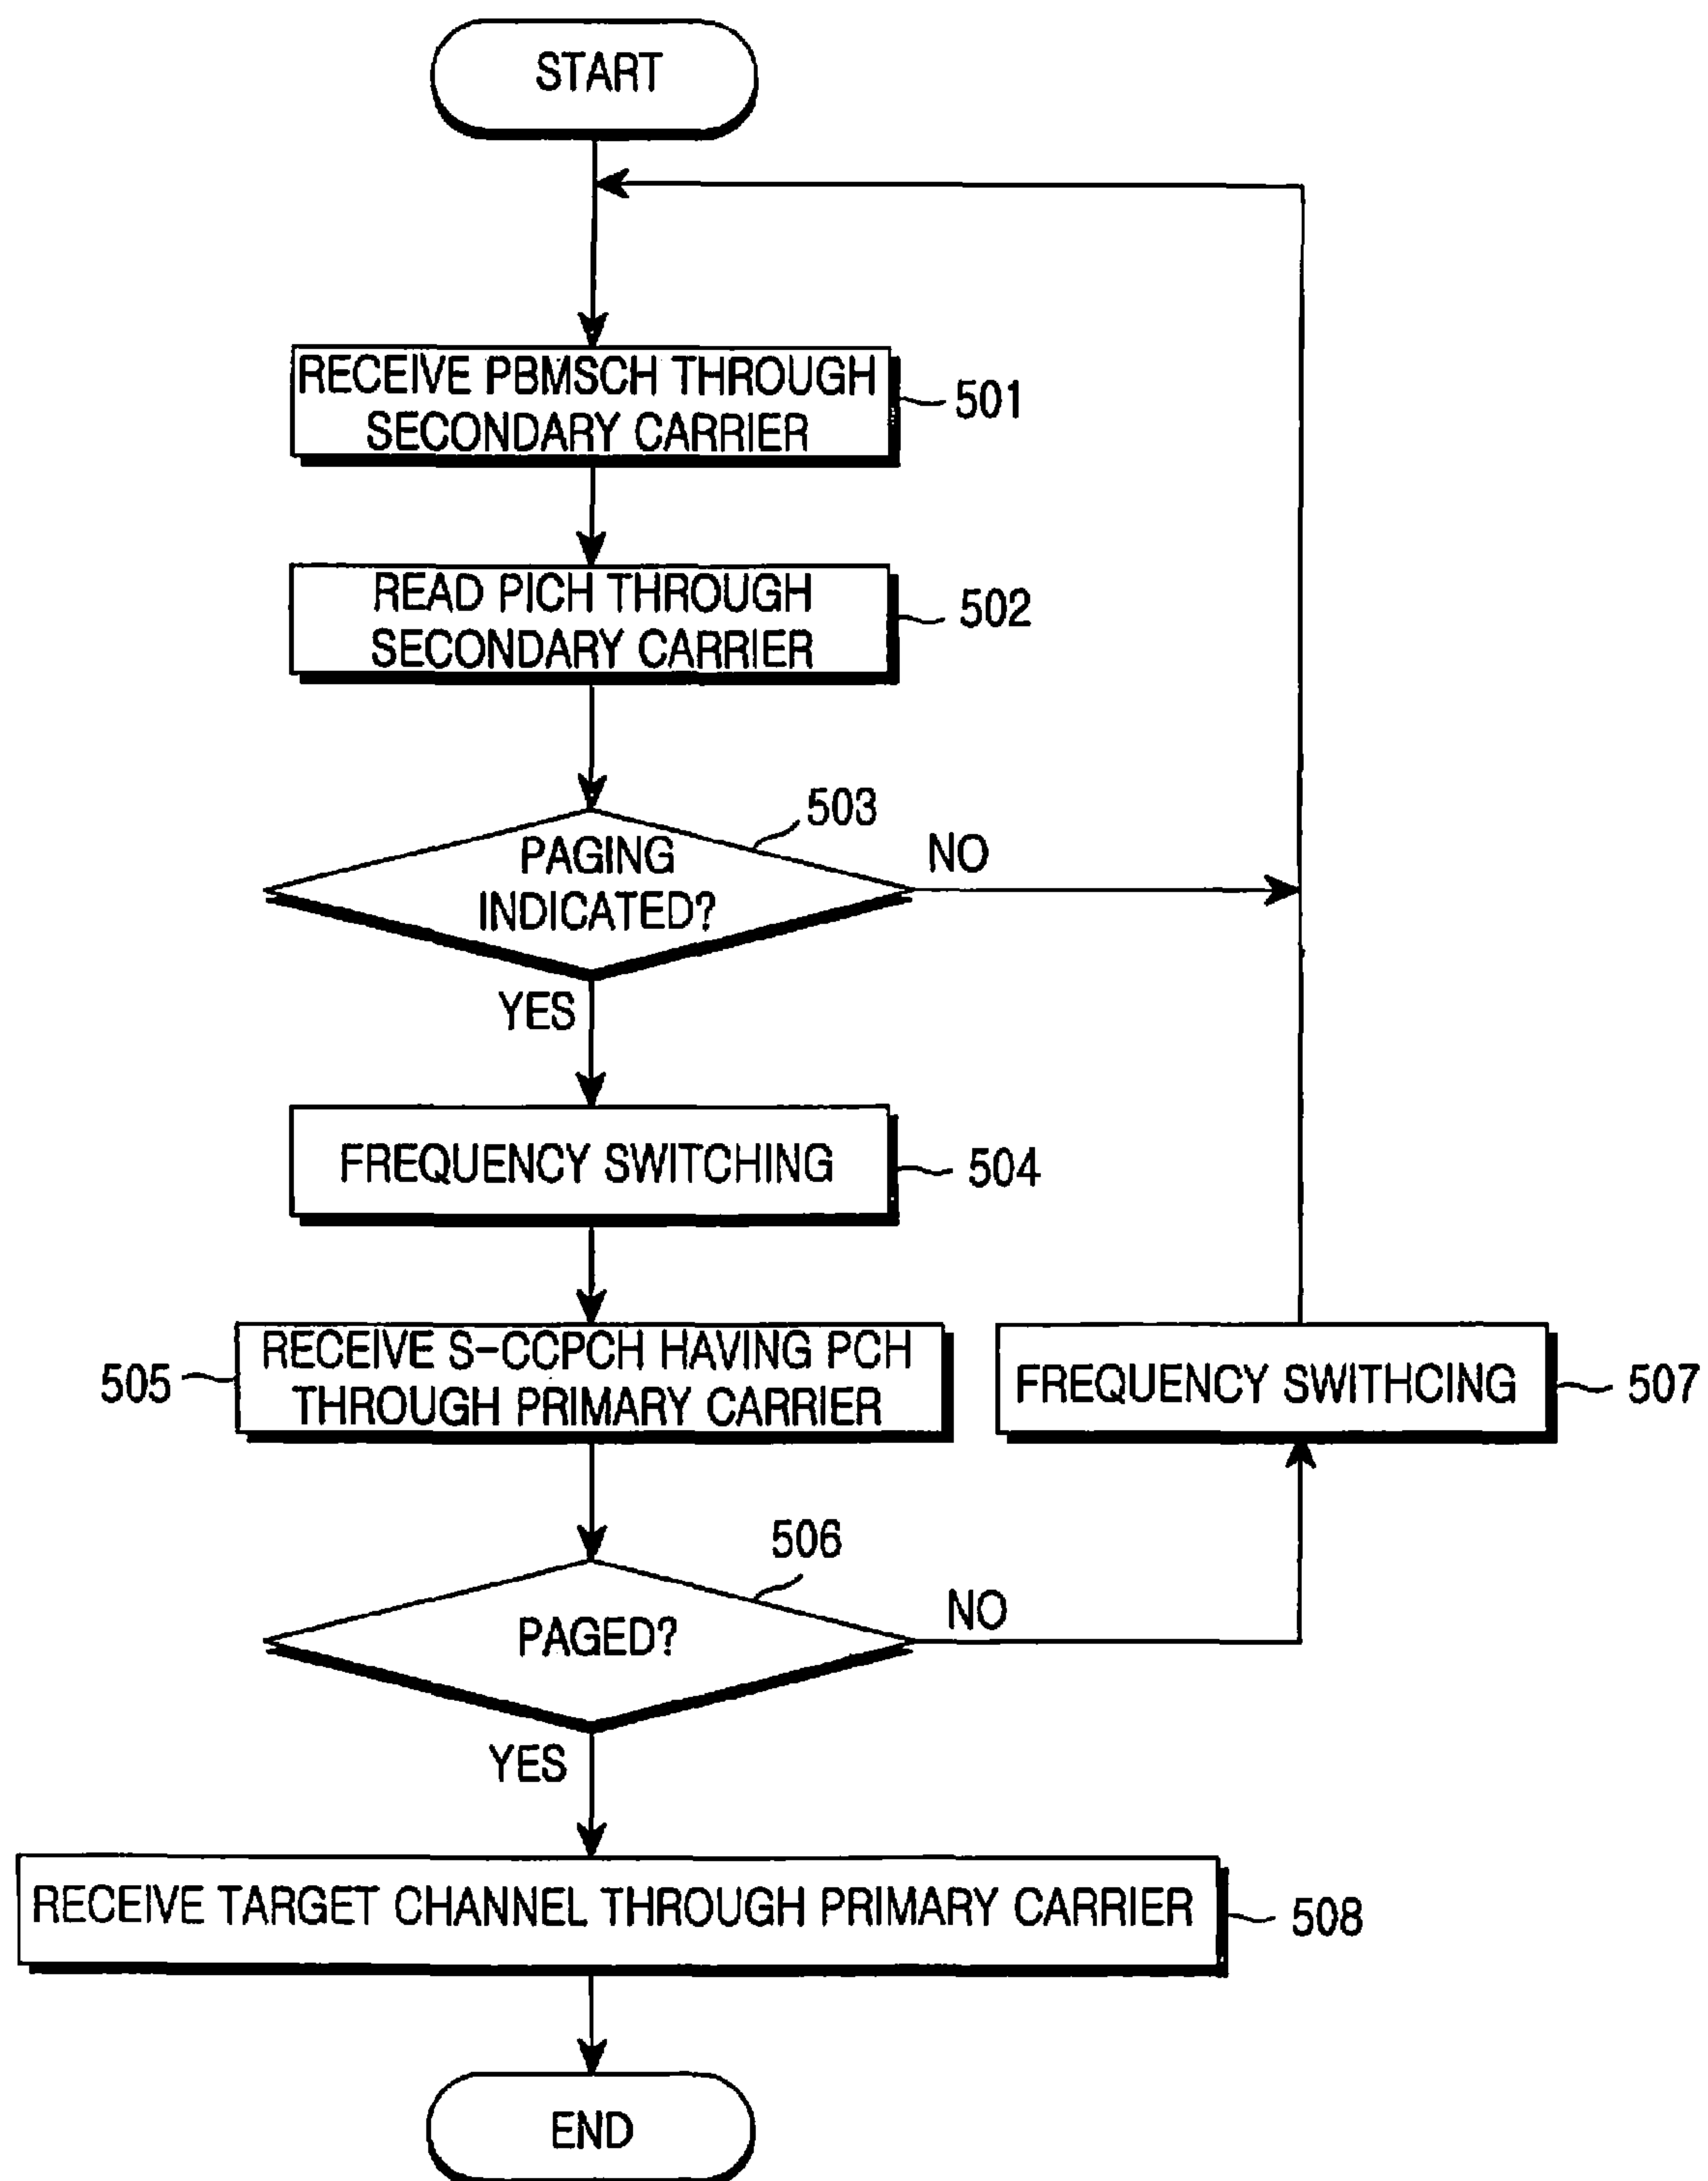 START
RECEIVE PBMSCH THROUGH
SECONDARY CARRIER
501
READ PICH THROUGH
SECONDARY CARRIER
502
503
PAGING
INDICATED?
NO
YES
FREQUENCY SWITCHING
504
505
RECEIVE S-CCPCH HAVING PCH
THROUGH PRIMARY CARRIER
FREQUENCY SWITHCING
507
506
PAGED?
NO
YES
RECEIVE TARGET CHANNEL THROUGH PRIMARY CARRIER
508
END